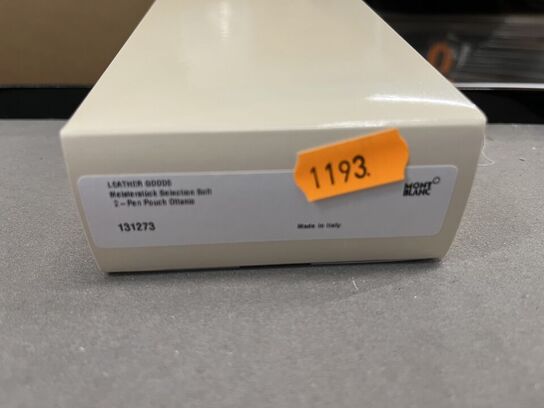 LEATHER GOODS
Meisterstück Selection Soft
2-Pen Pouch Ottanio
131273
Made in Italy
1193.
MONT
BLANC